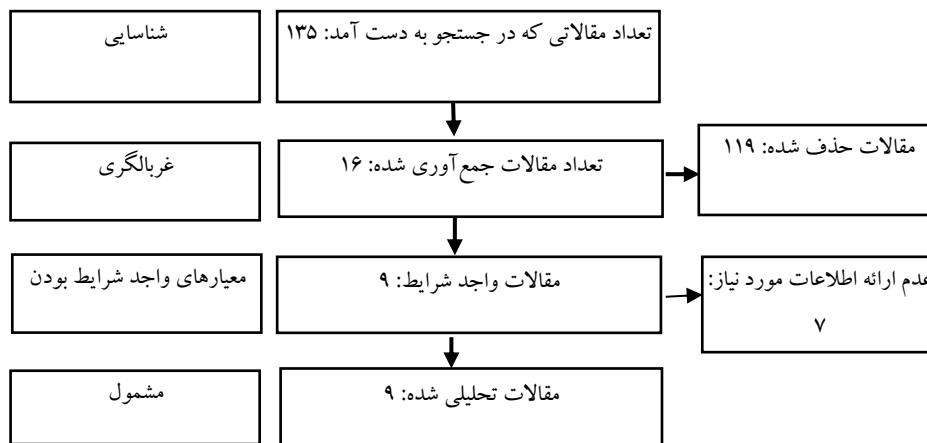 شناسایی
تعداد مقالاتی که در جستجو به دست آمد: ۱۳۵
غربالگری
تعداد مقالات جمع‌آوری شده: ۱۶
مقالات حذف شده: ۱۱۹
معیارهای واجد شرایط بودن
مقالات واجد شرایط: ۹
عدم ارائه اطلاعات مورد نیاز:
۷
مشمول
مقالات تحلیلی شده: ۹